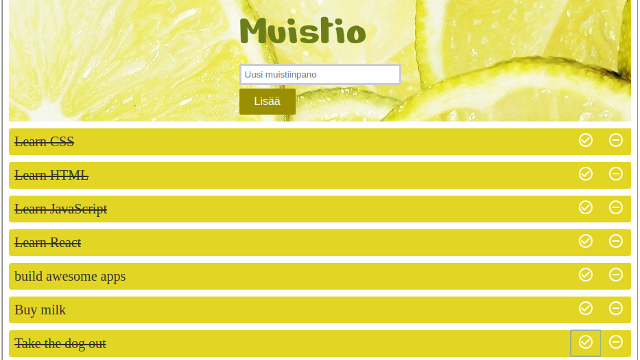 Muistio
Uusi muistiinpano
Lisää
Learn CSS
Learn HTML
Learn JavaScript
Learn React
build awesome apps
Buy milk
Take the dog out